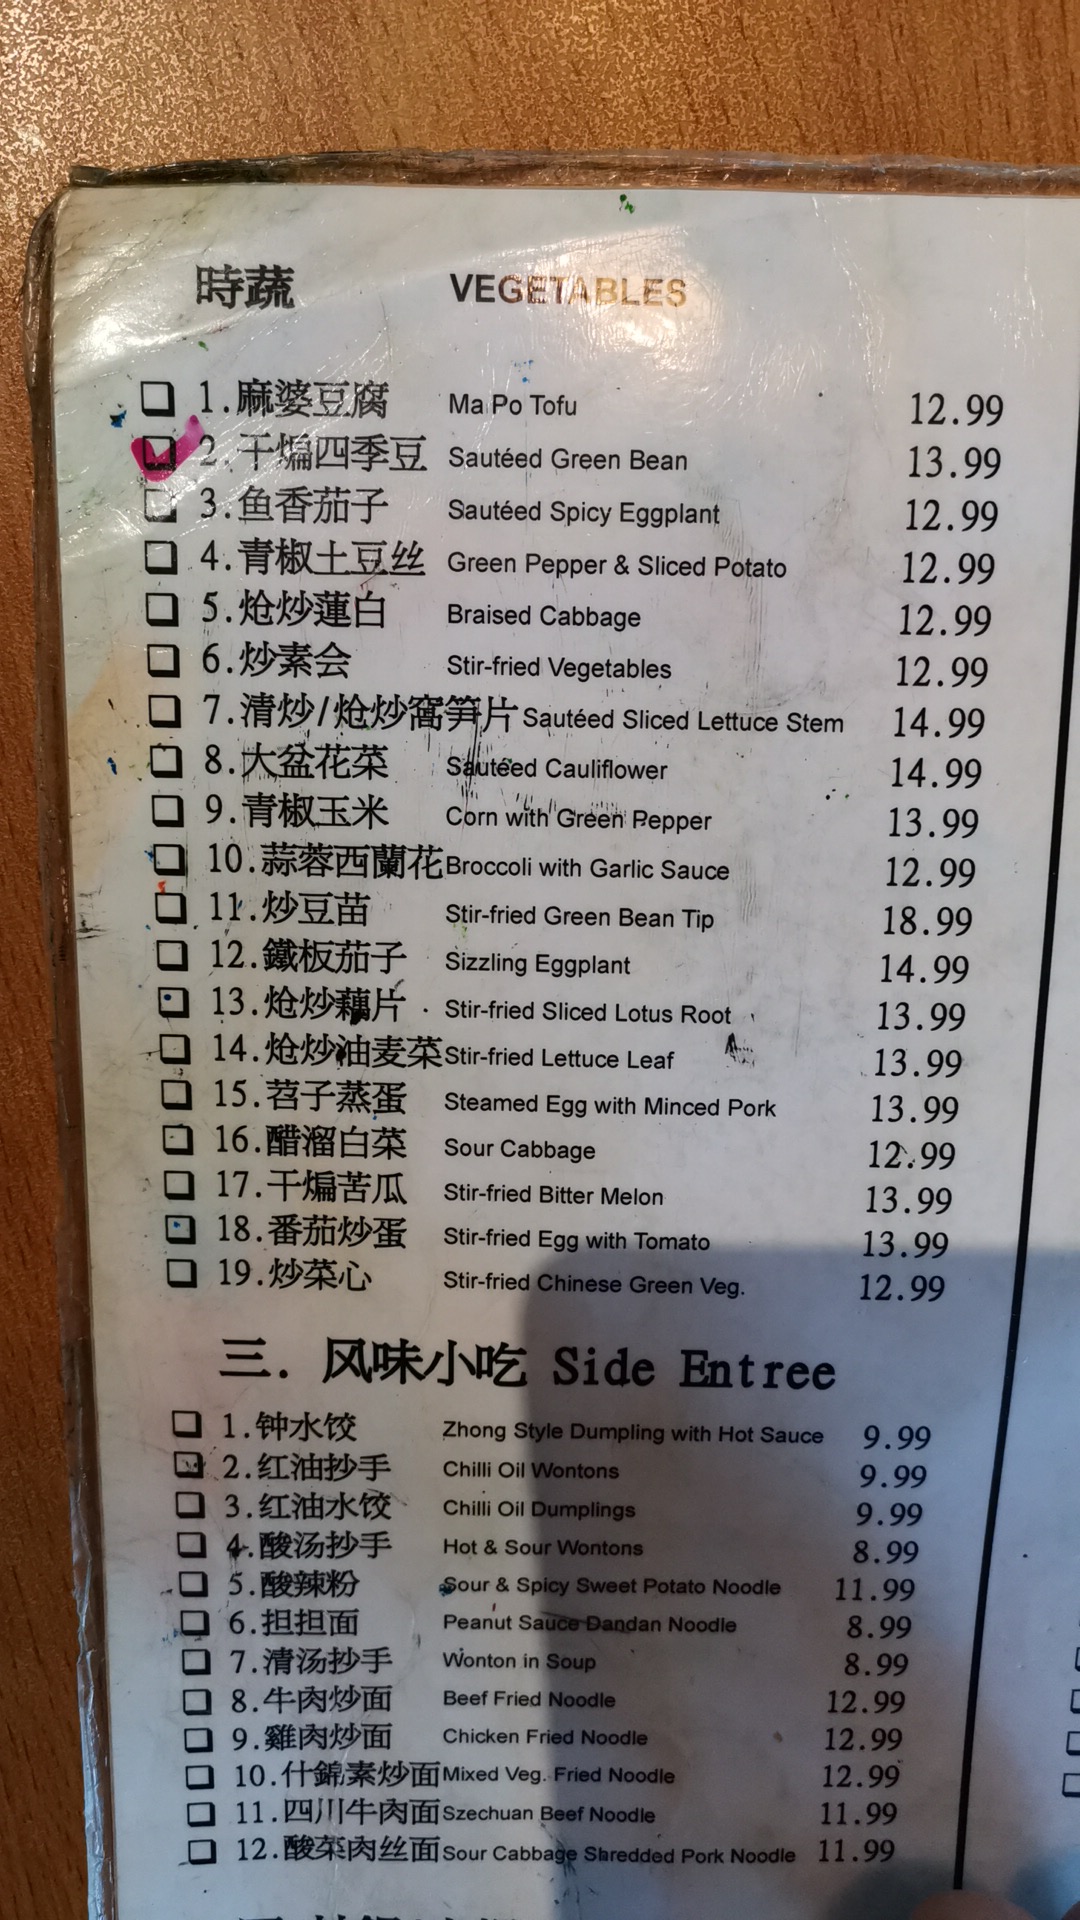 時蔬 VEGETABLES
1.麻婆豆腐 Ma Po Tofu 12.99
2.干煸四季豆 Sautéed Green Bean 13.99
3.鱼香茄子 Sautéed Spicy Eggplant 12.99
4.青椒土豆丝 Green Pepper & Sliced Potato 12.99
5.炝炒蓮白 Braised Cabbage 12.99
6.炒素会 Stir-fried Vegetables 12.99
7.清炒/炝炒窩笋片 Sautéed Sliced Lettuce Stem 14.99
8.大盆花菜 Sauteed Cauliflower 14.99
9.青椒玉米 Corn with Green Pepper 13.99
10.蒜蓉西蘭花 Broccoli with Garlic Sauce 12.99
11.炒豆苗 Stir-fried Green Bean Tip 18.99
12.鐵板茄子 Sizzling Eggplant 14.99
13.炝炒藕片 Stir-fried Sliced Lotus Root 13.99
14.炝炒油麦菜 Stir-fried Lettuce Leaf 13.99
15.苕子蒸蛋 Steamed Egg with Minced Pork 13.99
16.醋溜白菜 Sour Cabbage 12.99
17.干煸苦瓜 Stir-fried Bitter Melon 13.99
18.番茄炒蛋 Stir-fried Egg with Tomato 13.99
19.炒菜心 Stir-fried Chinese Green Veg. 12.99
三. 风味小吃 Side Entree
1.钟水饺 Zhong Style Dumpling with Hot Sauce 9.99
2.红油抄手 Chilli Oil Wontons 9.99
3.红油水饺 Chilli Oil Dumplings 9.99
4.酸汤抄手 Hot & Sour Wontons 8.99
5.酸辣粉 Sour & Spicy Sweet Potato Noodle 11.99
6.担担面 Peanut Sauce Dandan Noodle 8.99
7.清汤抄手 Wonton in Soup 8.99
8.牛肉炒面 Beef Fried Noodle 12.99
9.雞肉炒面 Chicken Fried Noodle 12.99
10.什錦素炒面 Mixed Veg. Fried Noodle 12.99
11.四川牛肉面 Szechuan Beef Noodle 11.99
12.酸菜肉丝面 Sour Cabbage Shredded Pork Noodle 11.99